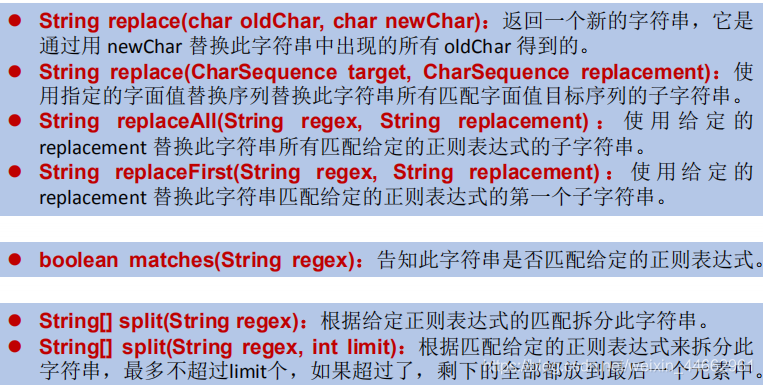 ● String replace(char oldChar, char newChar)：返回一个新的字符串，它是
通过用 newChar 替换此字符串中出现的所有 oldChar 得到的。
● String replace(CharSequence target, CharSequence replacement)：使
用指定的字面值替换序列替换此字符串所有匹配字面值目标序列的子字符串。
● String replaceAll(String regex, String replacement)：使用给定的
replacement 替换此字符串所有匹配给定的正则表达式的子字符串。
● String replaceFirst(String regex, String replacement)：使用给定的
replacement 替换此字符串匹配给定的正则表达式的第一个子字符串。
● boolean matches(String regex)：告知此字符串是否匹配给定的正则表达式。
● String[] split(String regex)：根据给定正则表达式的匹配拆分此字符串。
● String[] split(String regex, int limit)：根据匹配给定的正则表达式来拆分此
字符串，最多不超过limit个，如果超过了，剩下的全部都放到最后一个元素中。